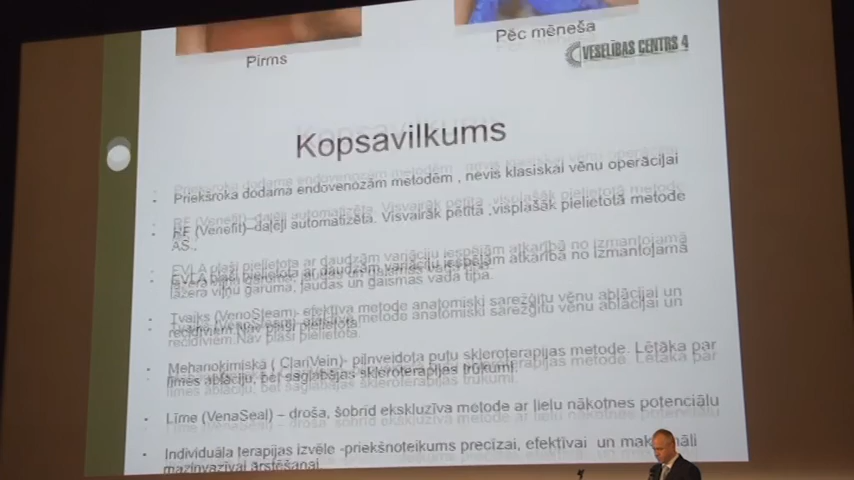 Pirms
Pēc mēneša
VESELĪBAS CENTRS 4
Kopsavilkums
Priekšroka dodama endovenozām metodēm , nevis klasiskai vēnu operācijai
RF (Venefit)–daļēji automatizēta. Visvairāk pētīta ,visplašāk pielietotā metode
AS .
EVLA plaši pielietota ar daudzām variāciju iespējām atkarībā no izmantojamā
lāzera viļņu garuma, jaudas un gaismas vada tipa.
Tvaiks (VenoSteam) – efektīva metode anatomiski sarežģītu vēnu ablācijai un
recidīviem.Nav plaši pielietota.
Mehanoķīmiskā ( ClariVein)- pilnveidota putu skleroterapijas metode. Lētāka par
līmes ablāciju, bet saglabājas skleroterapijas trūkumi.
Līme (VenaSeal) – droša, šobrīd ekskluzīva metode ar lielu nākotnes potenciālu
Individuāla terapijas izvēle -priekšnoteikums precīzai, efektīvai un
mazinvazīvai ārstēšanai